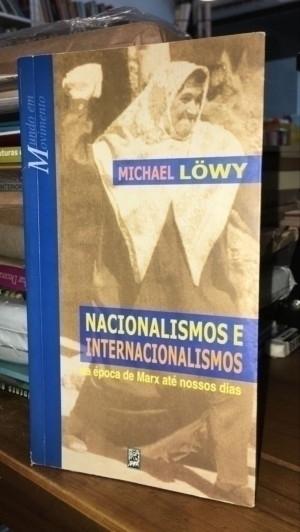 Mundo em
Movimento
MICHAEL LÖWY
NACIONALISMOS E
INTERNACIONALISMOS
da época de Marx até nossos dias